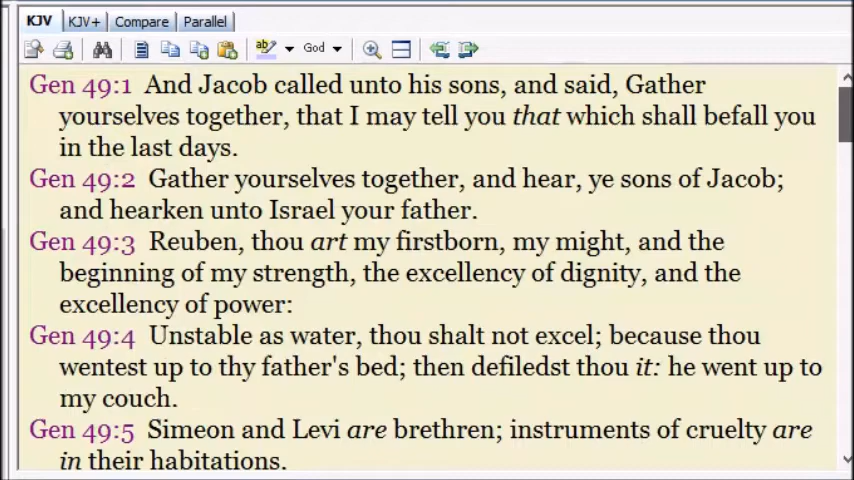 KJV KJV+ Compare Parallel
God
Gen 49:1 And Jacob called unto his sons, and said, Gather
yourselves together, that I may tell you that which shall befall you
in the last days.
Gen 49:2 Gather yourselves together, and hear, ye sons of Jacob;
and hearken unto Israel your father.
Gen 49:3 Reuben, thou art my firstborn, my might, and the
beginning of my strength, the excellency of dignity, and the
excellency of power:
Gen 49:4 Unstable as water, thou shalt not excel; because thou
wentest up to thy father's bed; then defiledst thou it: he went up to
my couch.
Gen 49:5 Simeon and Levi are brethren; instruments of cruelty are
in their habitations.